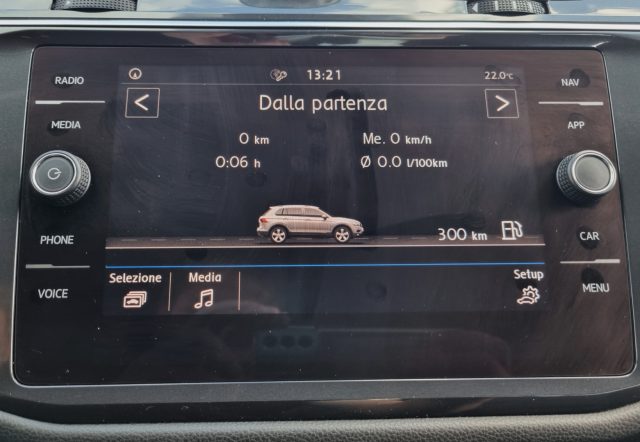 RADIO
MEDIA
PHONE
VOICE
13:21
22.0°C
<
Dalla partenza
>
0 km
Me. 0 km/h
0:06 h
Ø 0.0 l/100km
300 km
Selezione
Media
Setup
NAV
APP
CAR
MENU